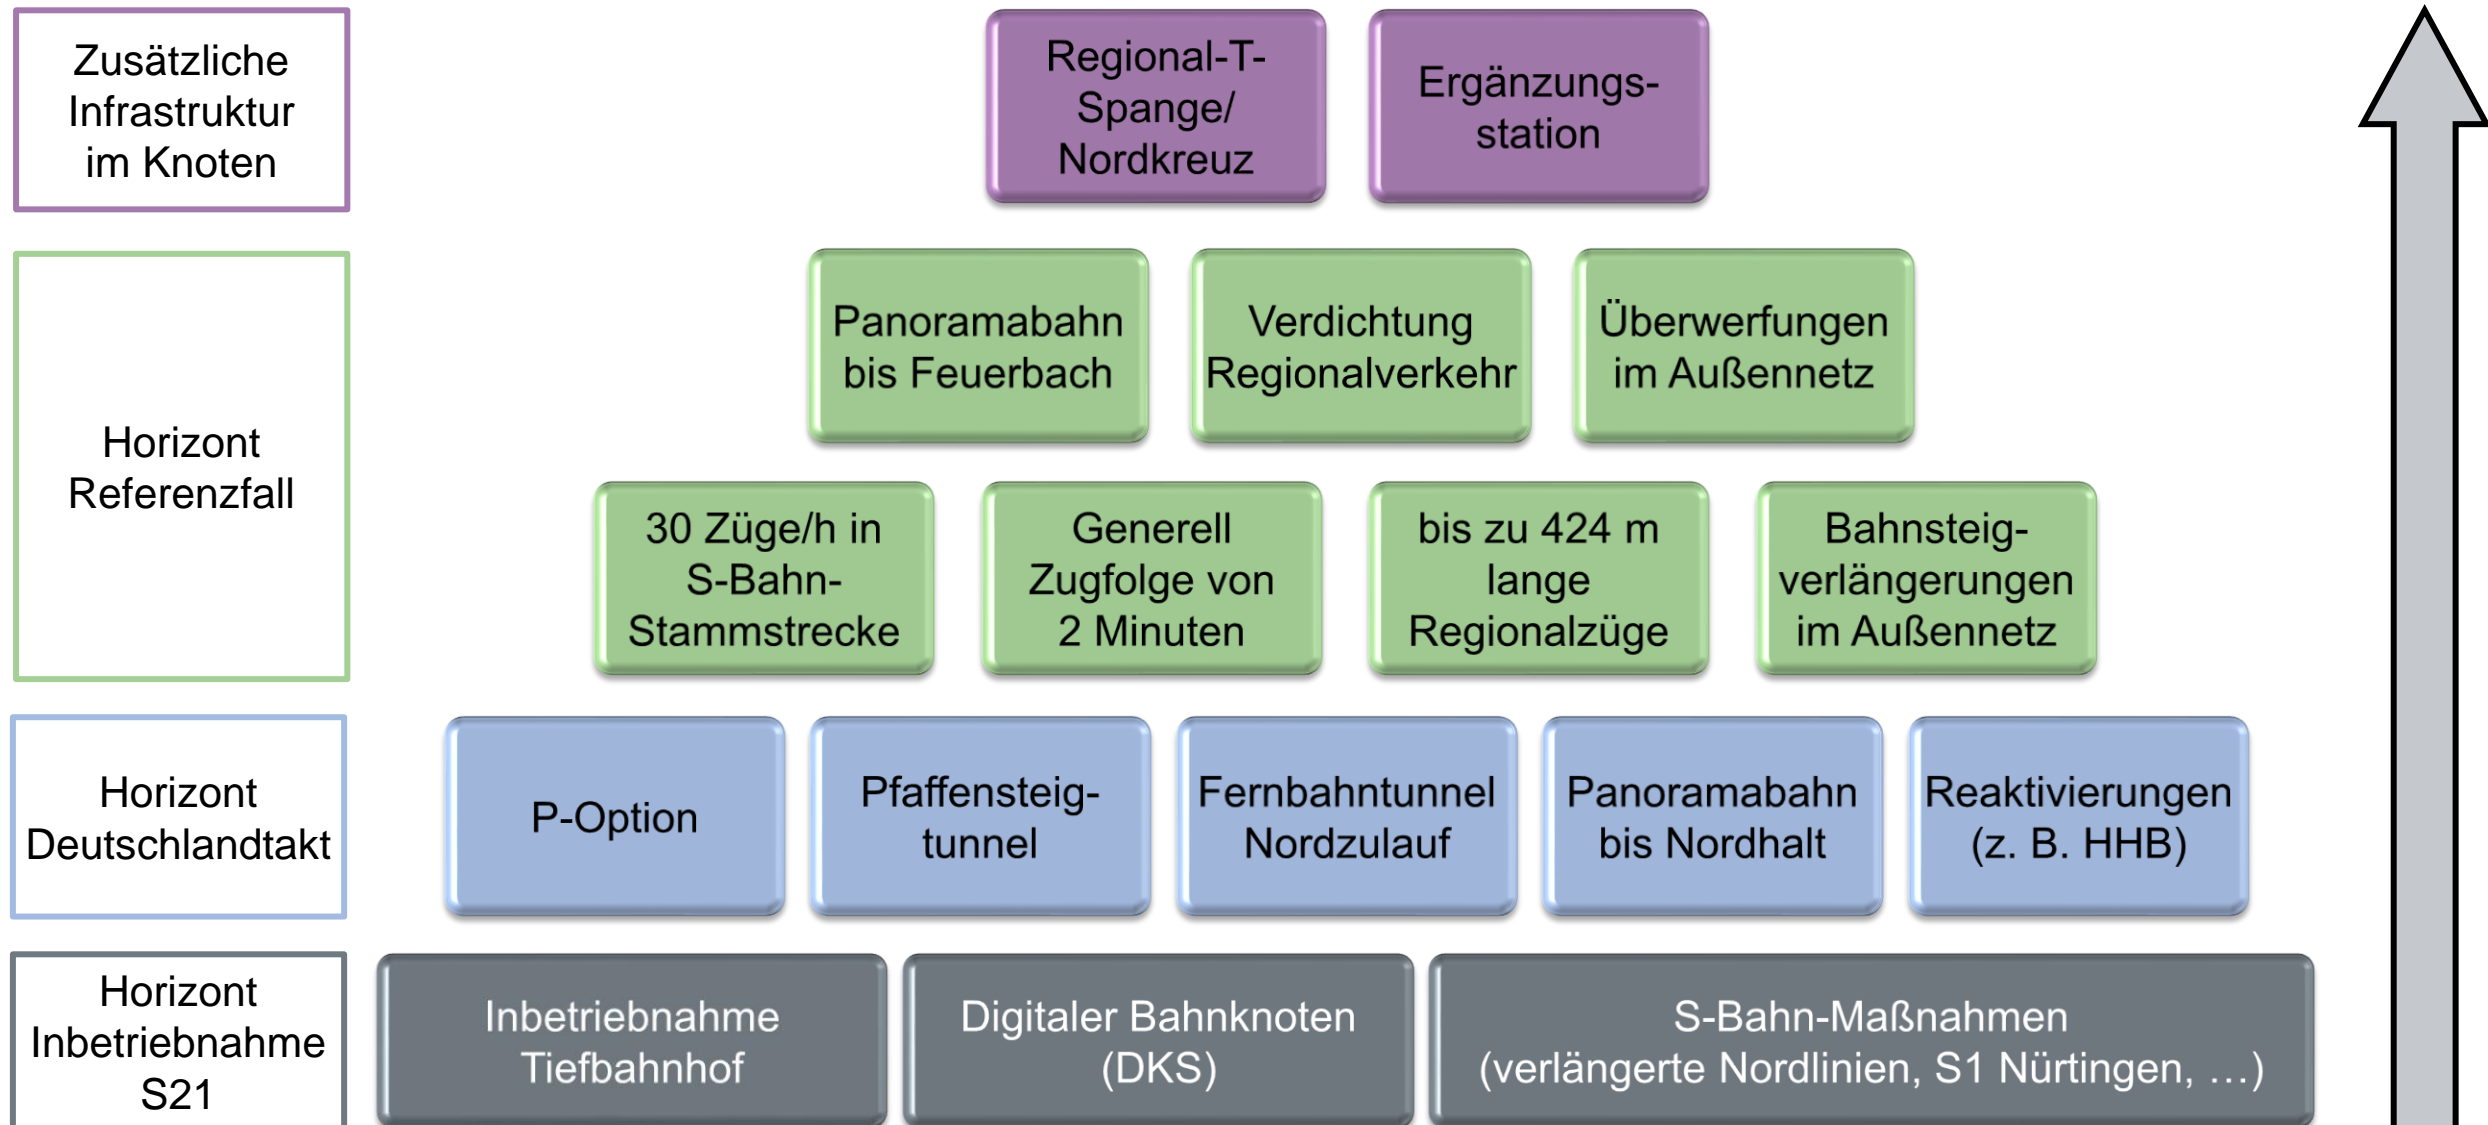 Zusätzliche
Infrastruktur
im Knoten
Regional-T-
Spange/
Nordkreuz
Ergänzungs-
station
Horizont
Referenzfall
Panoramabahn
bis Feuerbach
Verdichtung
Regionalverkehr
Überwerfungen
im Außennetz
30 Züge/h in
S-Bahn-
Stammstrecke
Generell
Zugfolge von
2 Minuten
bis zu 424 m
lange
Regionalzüge
Bahnsteig-
verlängerungen
im Außennetz
Horizont
Deutschlandtakt
P-Option
Pfaffensteig-
tunnel
Fernbahntunnel
Nordzulauf
Panoramabahn
bis Nordhalt
Reaktivierungen
(z. B. HHB)
Horizont
Inbetriebnahme
S21
Inbetriebnahme
Tiefbahnhof
Digitaler Bahnknoten
(DKS)
S-Bahn-Maßnahmen
(verlängerte Nordlinien, S1 Nürtingen, …)